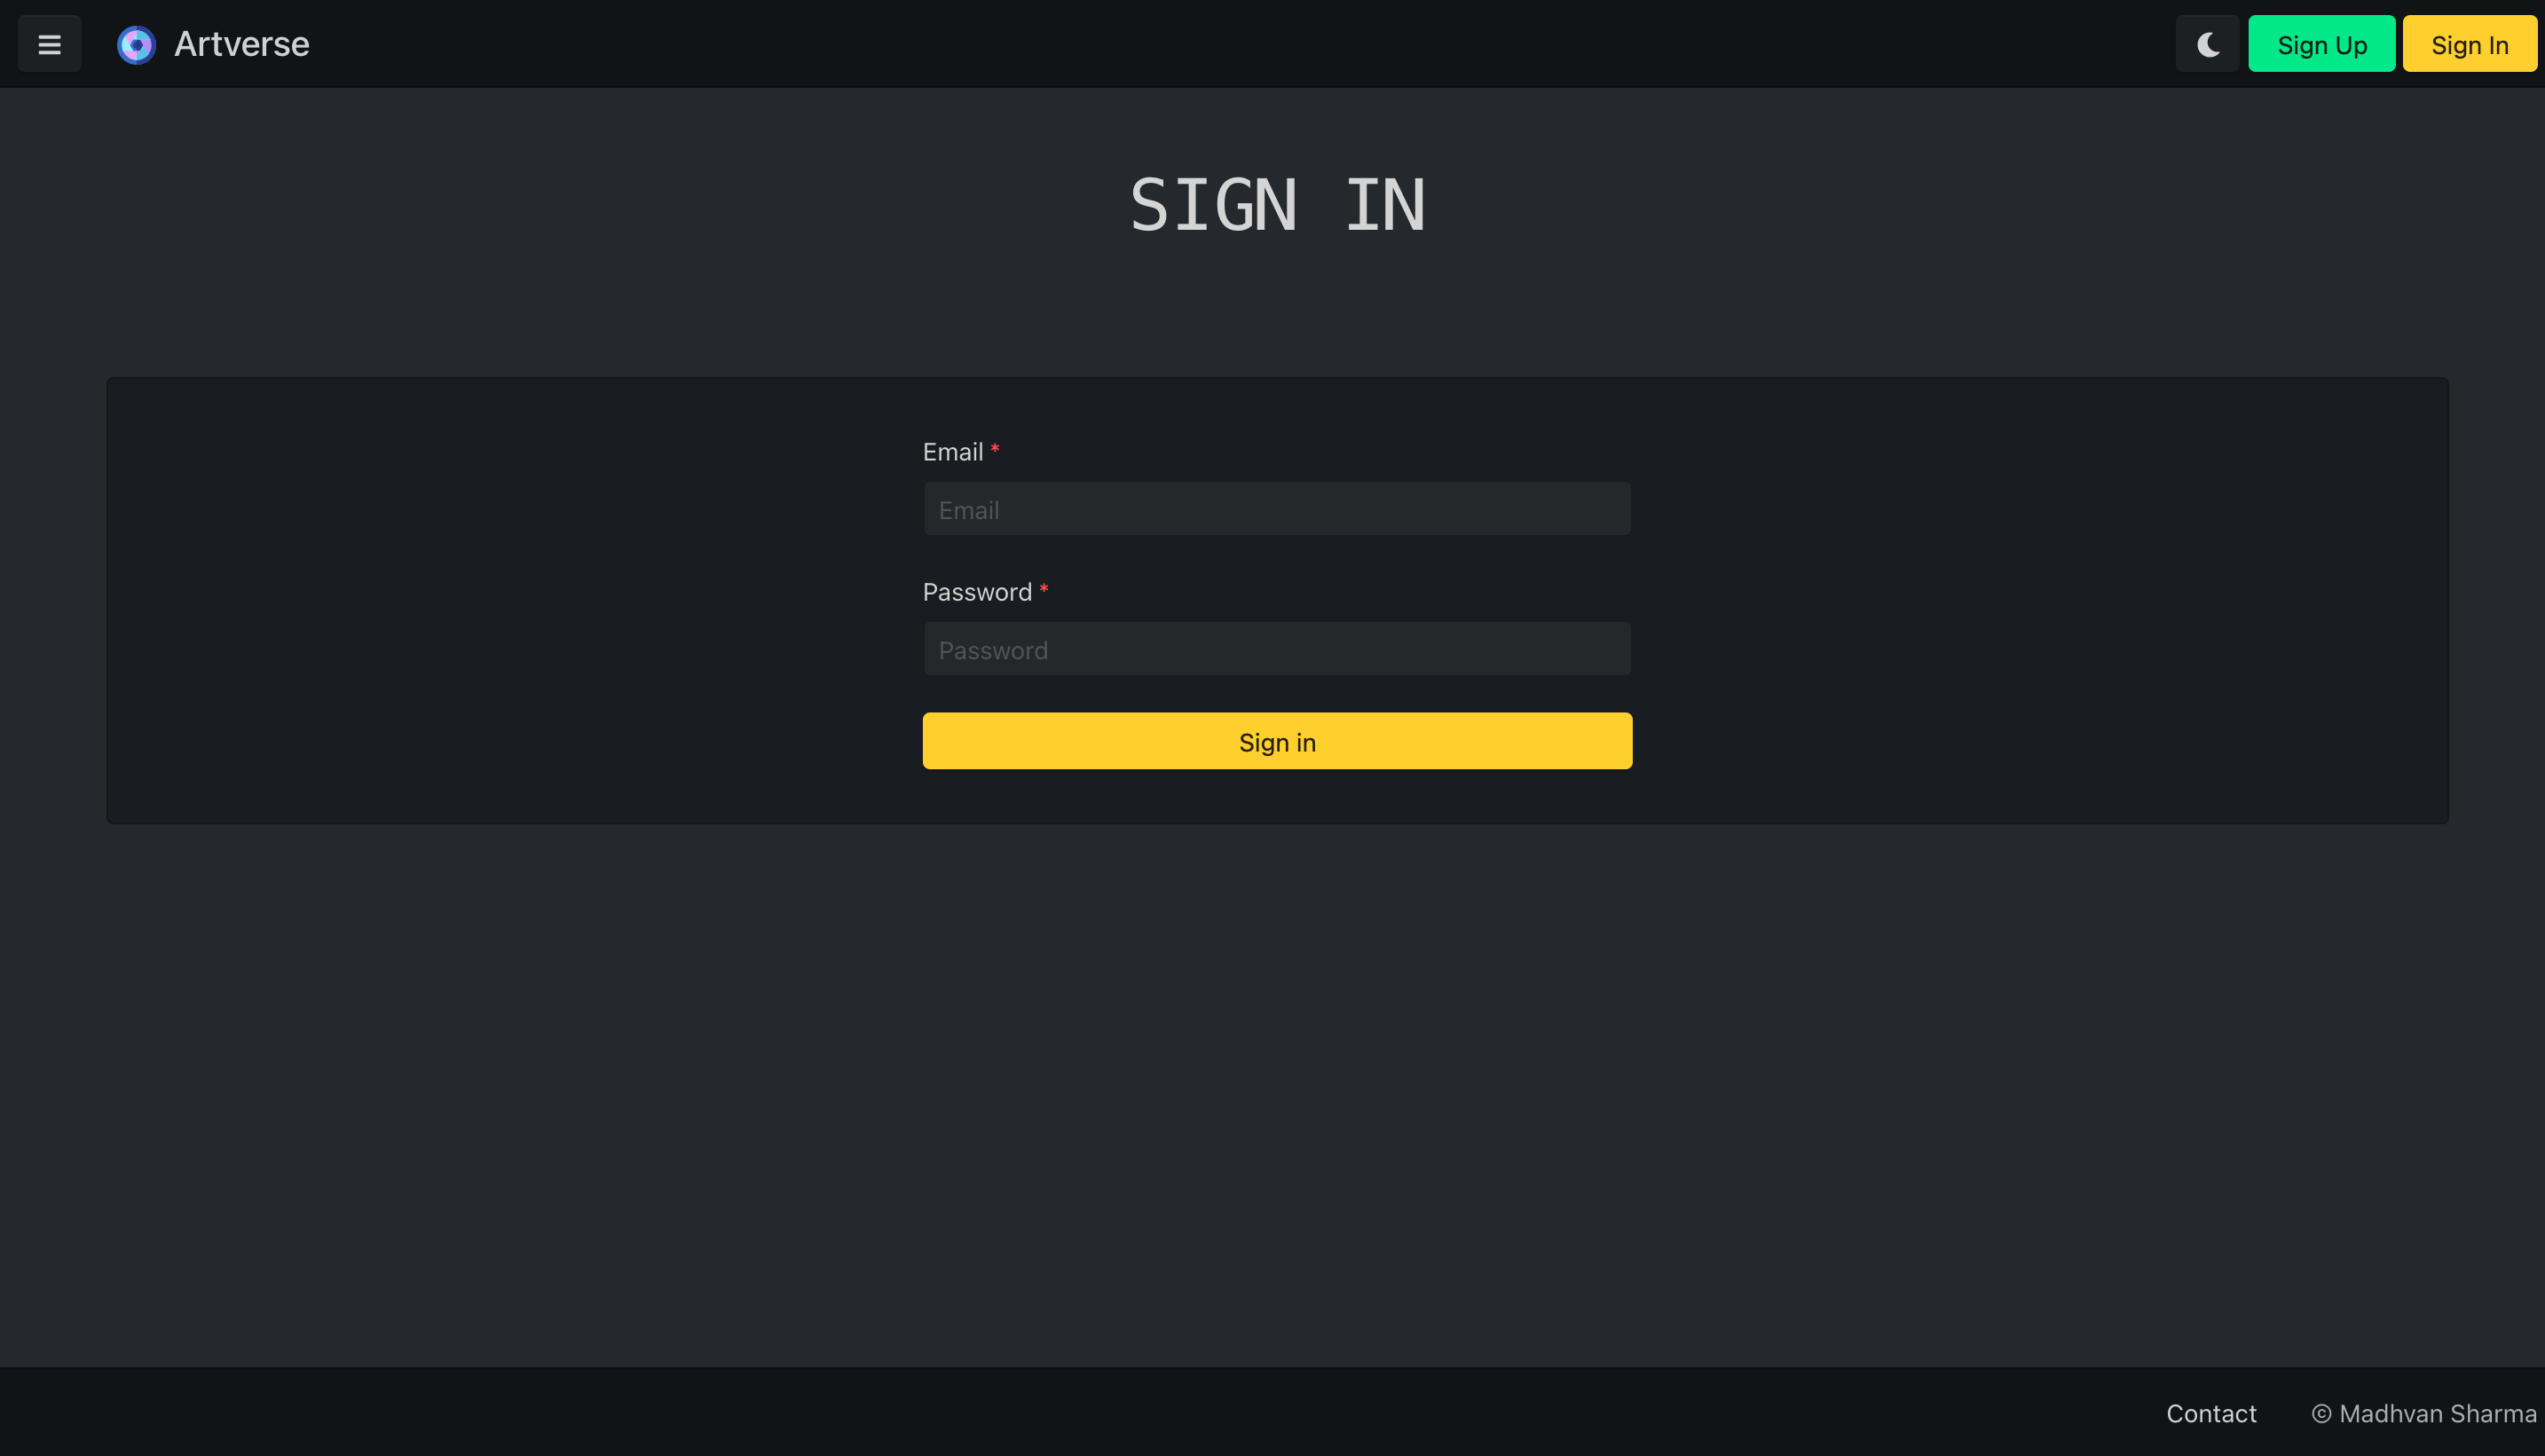 Artverse
Sign Up
Sign In
SIGN IN
Email *
Email
Password *
Password
Sign in
Contact
© Madhvan Sharma